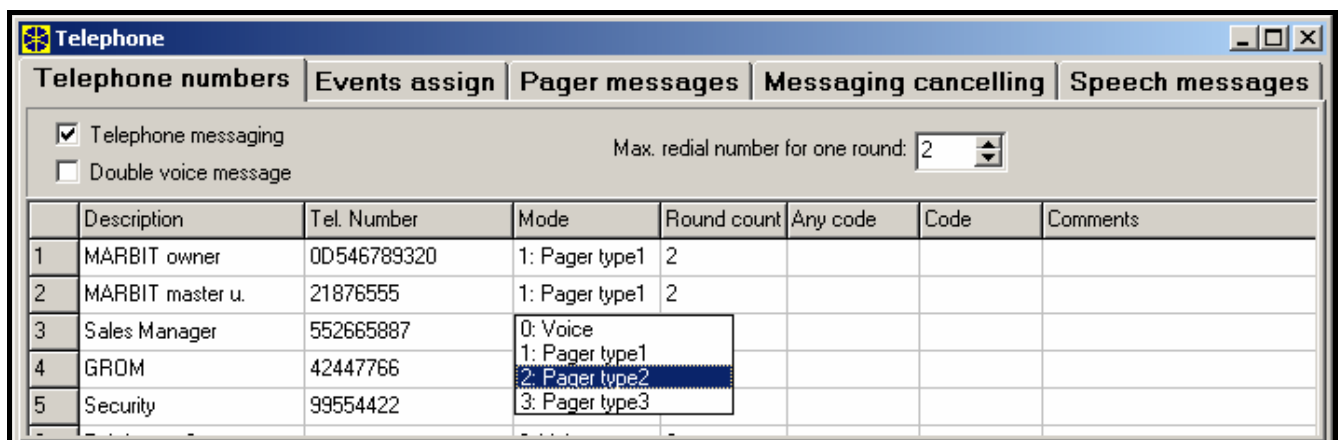 Telephone
Telephone numbers Events assign Pager messages Messaging cancelling Speech messages
Telephone messaging
Max. redial number for one round: 2
Double voice message
Description Tel. Number Mode Round count Any code Code Comments
1 MARBIT owner 0D546789320 1: Pager type1 2
2 MARBIT master u. 21876555 1: Pager type1 2
3 Sales Manager 552665887 0: Voice
1: Pager type1
4 GROM 42447766 2: Pager type2
5 Security 99554422 3: Pager type3